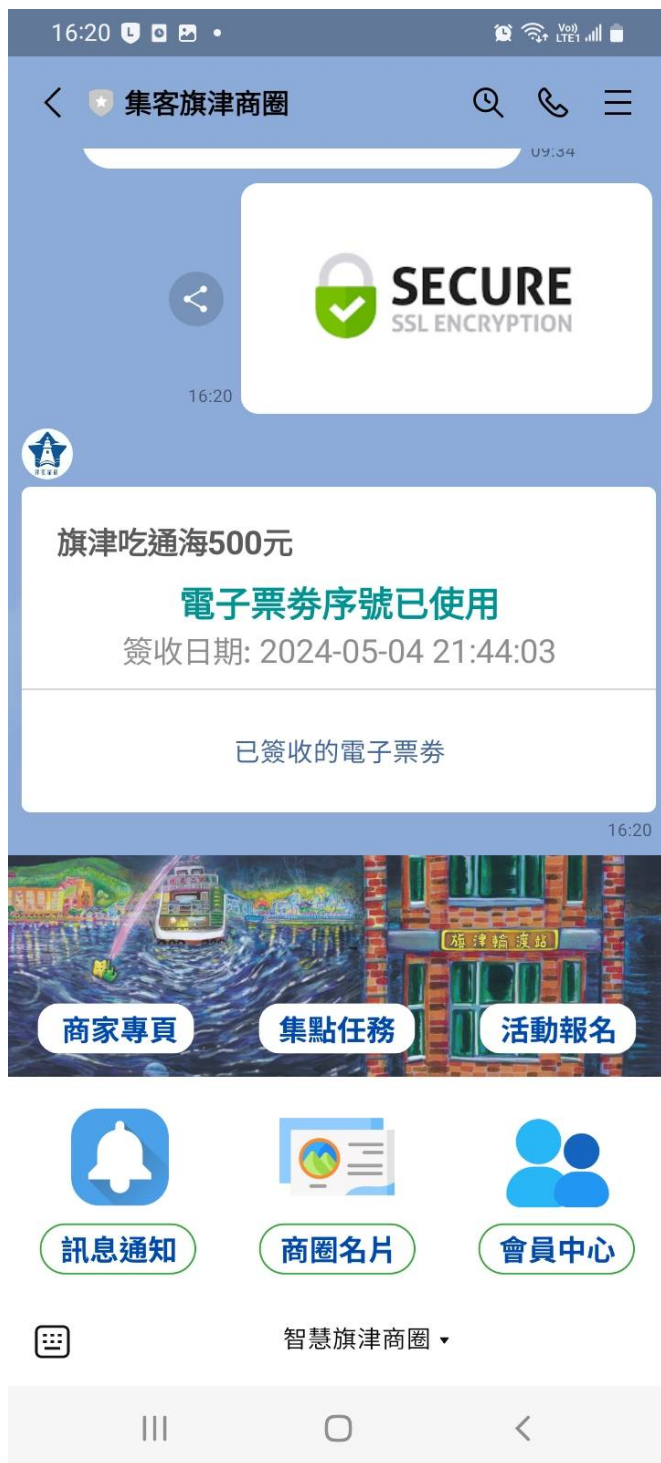 16:20
Vo))
LTE1
集客旗津商圈
09:34
SECURE
SSL ENCRYPTION
16:20
旗津吃通海500元
電子票券序號已使用
簽收日期: 2024-05-04 21:44:03
已簽收的電子票券
16:20
旗津輪渡站
商家專頁
集點任務
活動報名
訊息通知
商圈名片
會員中心
智慧旗津商圈